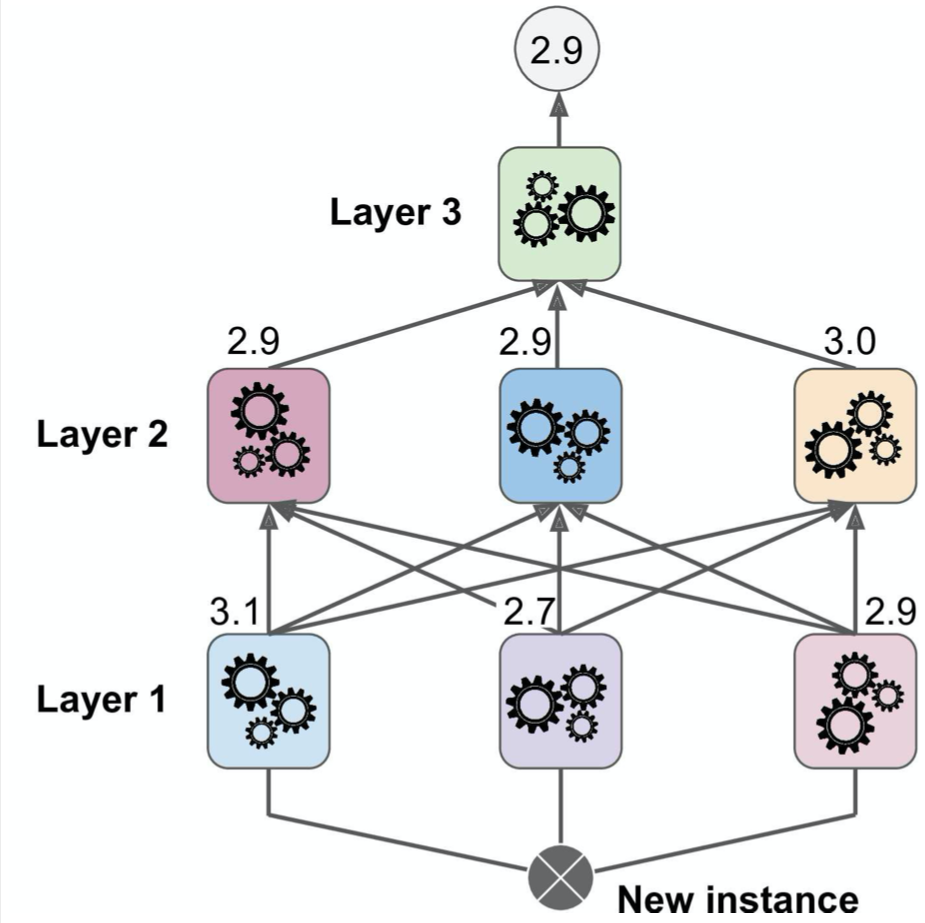 2.9
Layer 3
2.9 2.9 3.0
Layer 2
3.1 2.7 2.9
Layer 1
New instance